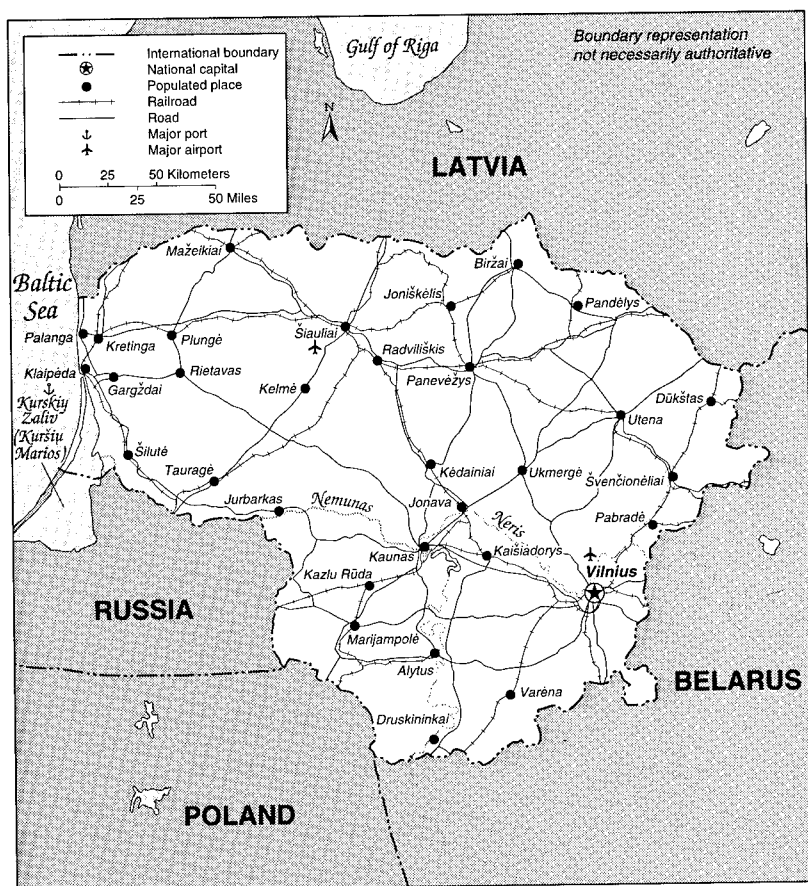 International boundary
National capital
Populated place
Railroad
Road
Major port
Major airport
0 25 50 Kilometers
0 25 50 Miles
Gulf of Riga
Boundary representation
not necessarily authoritative
N
LATVIA
Mažeikiai
Biržai
Baltic
Sea
Joniškėlis
Pandėlys
Palanga
Kretinga
Plungė
Šiauliai
Radviliškis
Klaipėda
Gargždai
Rietavas
Kelmė
Panevėžys
Dūkštas
Kurskiy
Zaliv
(Kuršių
Marios)
Utena
Šilutė
Tauragė
Kėdainiai
Ukmergė
Švenčionėliai
Jurbarkas
Nemunas
Jonava
Neris
Pabradė
Kaunas
Kaišiadorys
Vilnius
Kazlu Rūda
RUSSIA
Marijampolė
Alytus
BELARUS
Varėna
Druskininkai
POLAND